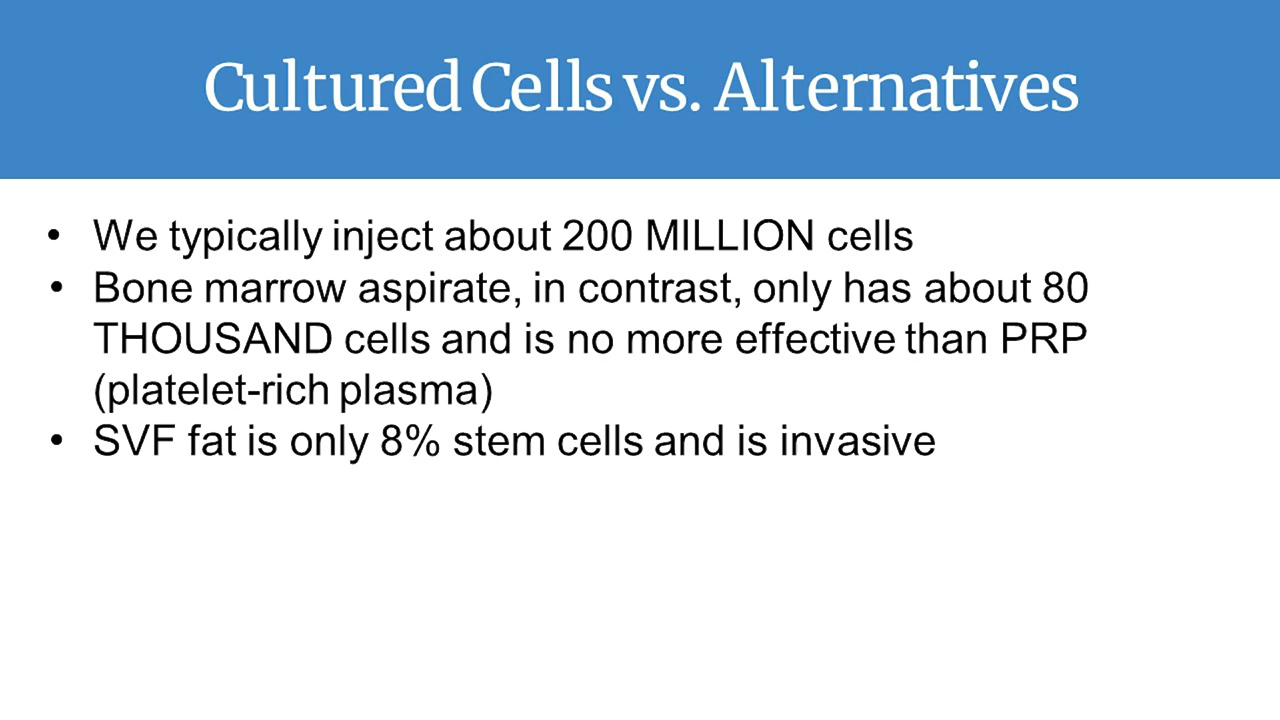 Cultured Cells vs. Alternatives
• We typically inject about 200 MILLION cells
• Bone marrow aspirate, in contrast, only has about 80
THOUSAND cells and is no more effective than PRP
(platelet-rich plasma)
• SVF fat is only 8% stem cells and is invasive